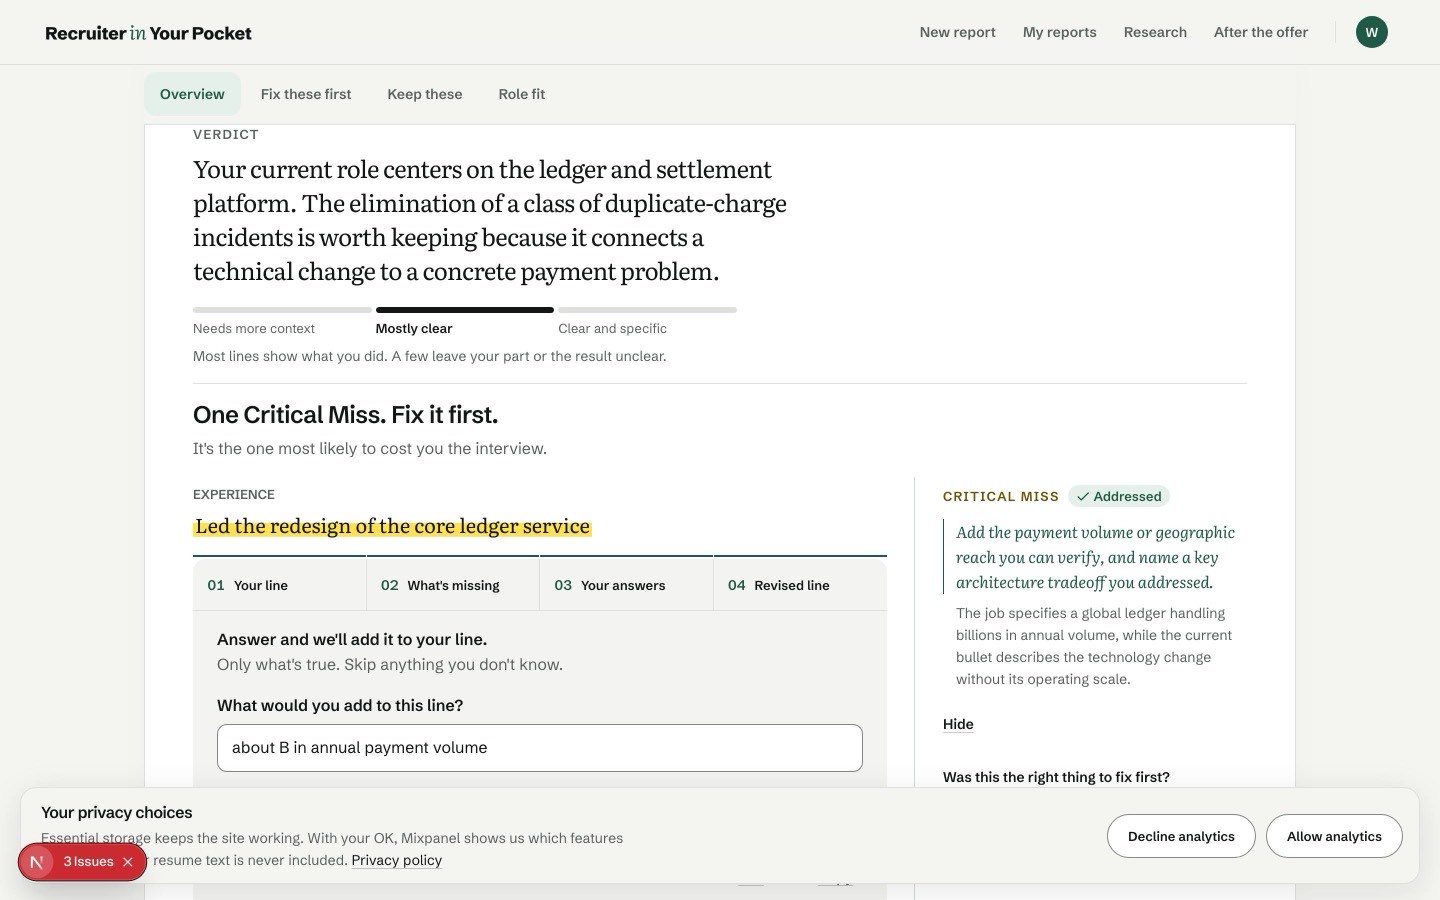 Recruiter in Your Pocket
New report
My reports
Research
After the offer
W
Overview
Fix these first
Keep these
Role fit
VERDICT
Your current role centers on the ledger and settlement
platform. The elimination of a class of duplicate-charge
incidents is worth keeping because it connects a
technical change to a concrete payment problem.
Needs more context
Mostly clear
Clear and specific
Most lines show what you did. A few leave your part or the result unclear.
One Critical Miss. Fix it first.
It's the one most likely to cost you the interview.
EXPERIENCE
Led the redesign of the core ledger service
01 Your line
02 What's missing
03 Your answers
04 Revised line
Answer and we'll add it to your line.
Only what's true. Skip anything you don't know.
What would you add to this line?
about B in annual payment volume
CRITICAL MISS
Addressed
Add the payment volume or geographic
reach you can verify, and name a key
architecture tradeoff you addressed.
The job specifies a global ledger handling
billions in annual volume, while the current
bullet describes the technology change
without its operating scale.
Hide
Was this the right thing to fix first?
Your privacy choices
Essential storage keeps the site working. With your OK, Mixpanel shows us which features
resume text is never included. Privacy policy
Decline analytics
Allow analytics
N 3 Issues